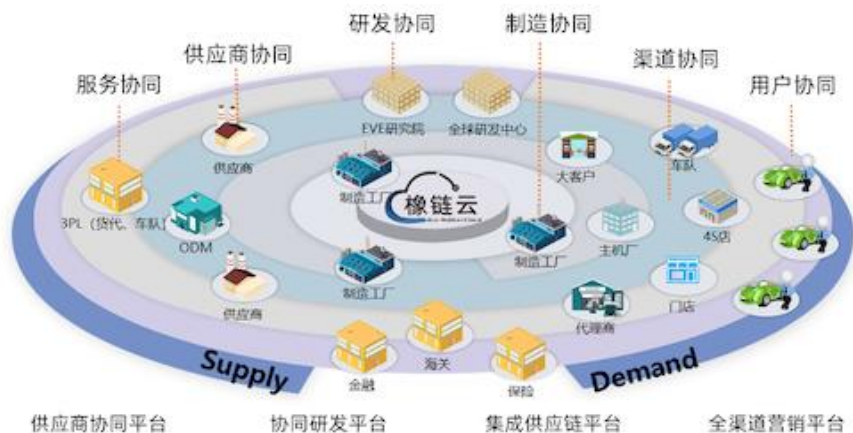 研发协同
制造协同
供应商协同
渠道协同
服务协同
用户协同
EVE研究院
全球研发中心
供应商
大客户
车队
制造工厂
橡链云
3PL（货代、车队）
ODM
制造工厂
主机厂
4S店
供应商
制造工厂
代理商
门店
金融
海关
保险
Supply
Demand
供应商协同平台
协同研发平台
集成供应链平台
全渠道营销平台